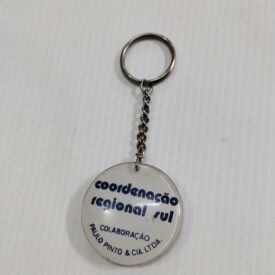 coordenação
regional sul
COLABORAÇÃO
PAULO PINTO & CIA. LTDA.